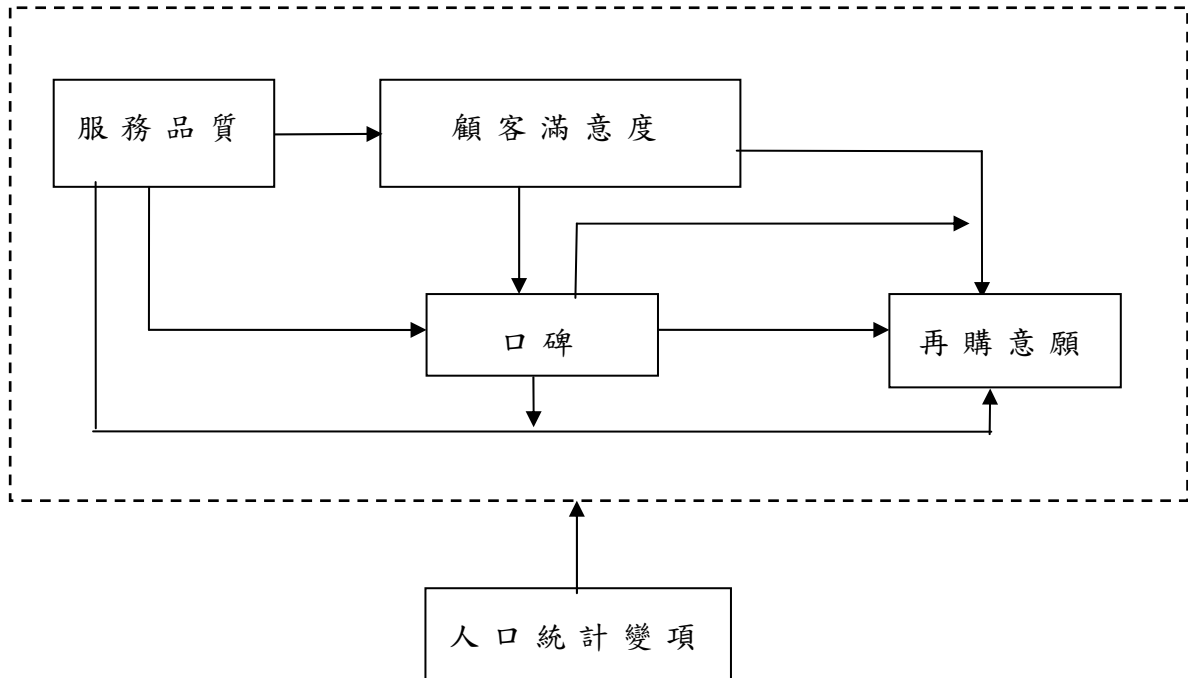 服務品質
顧客滿意度
口碑
再購意願
人口統計變項